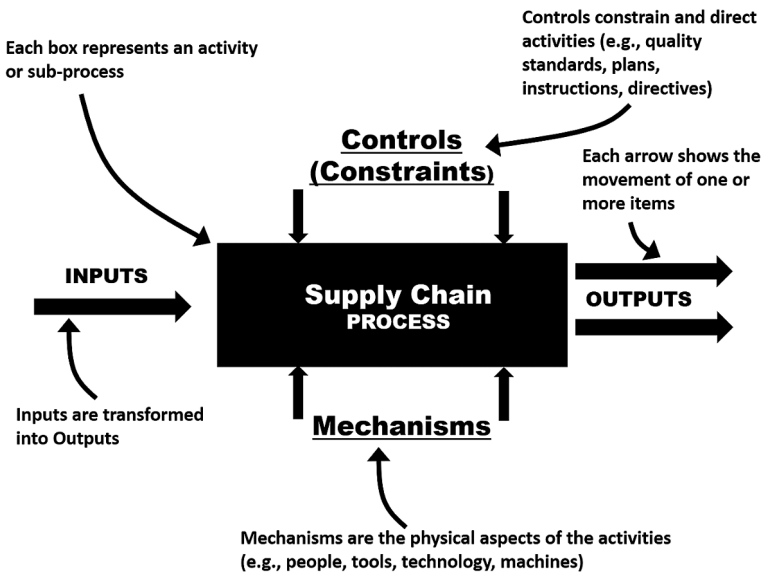 Controls constrain and direct
activities (e.g., quality
standards, plans,
instructions, directives)
Each box represents an activity
or sub-process
Controls
(Constraints)
Each arrow shows the
movement of one or
more items
INPUTS
Supply Chain
PROCESS
OUTPUTS
Inputs are transformed
into Outputs
Mechanisms
Mechanisms are the physical aspects of the activities
(e.g., people, tools, technology, machines)